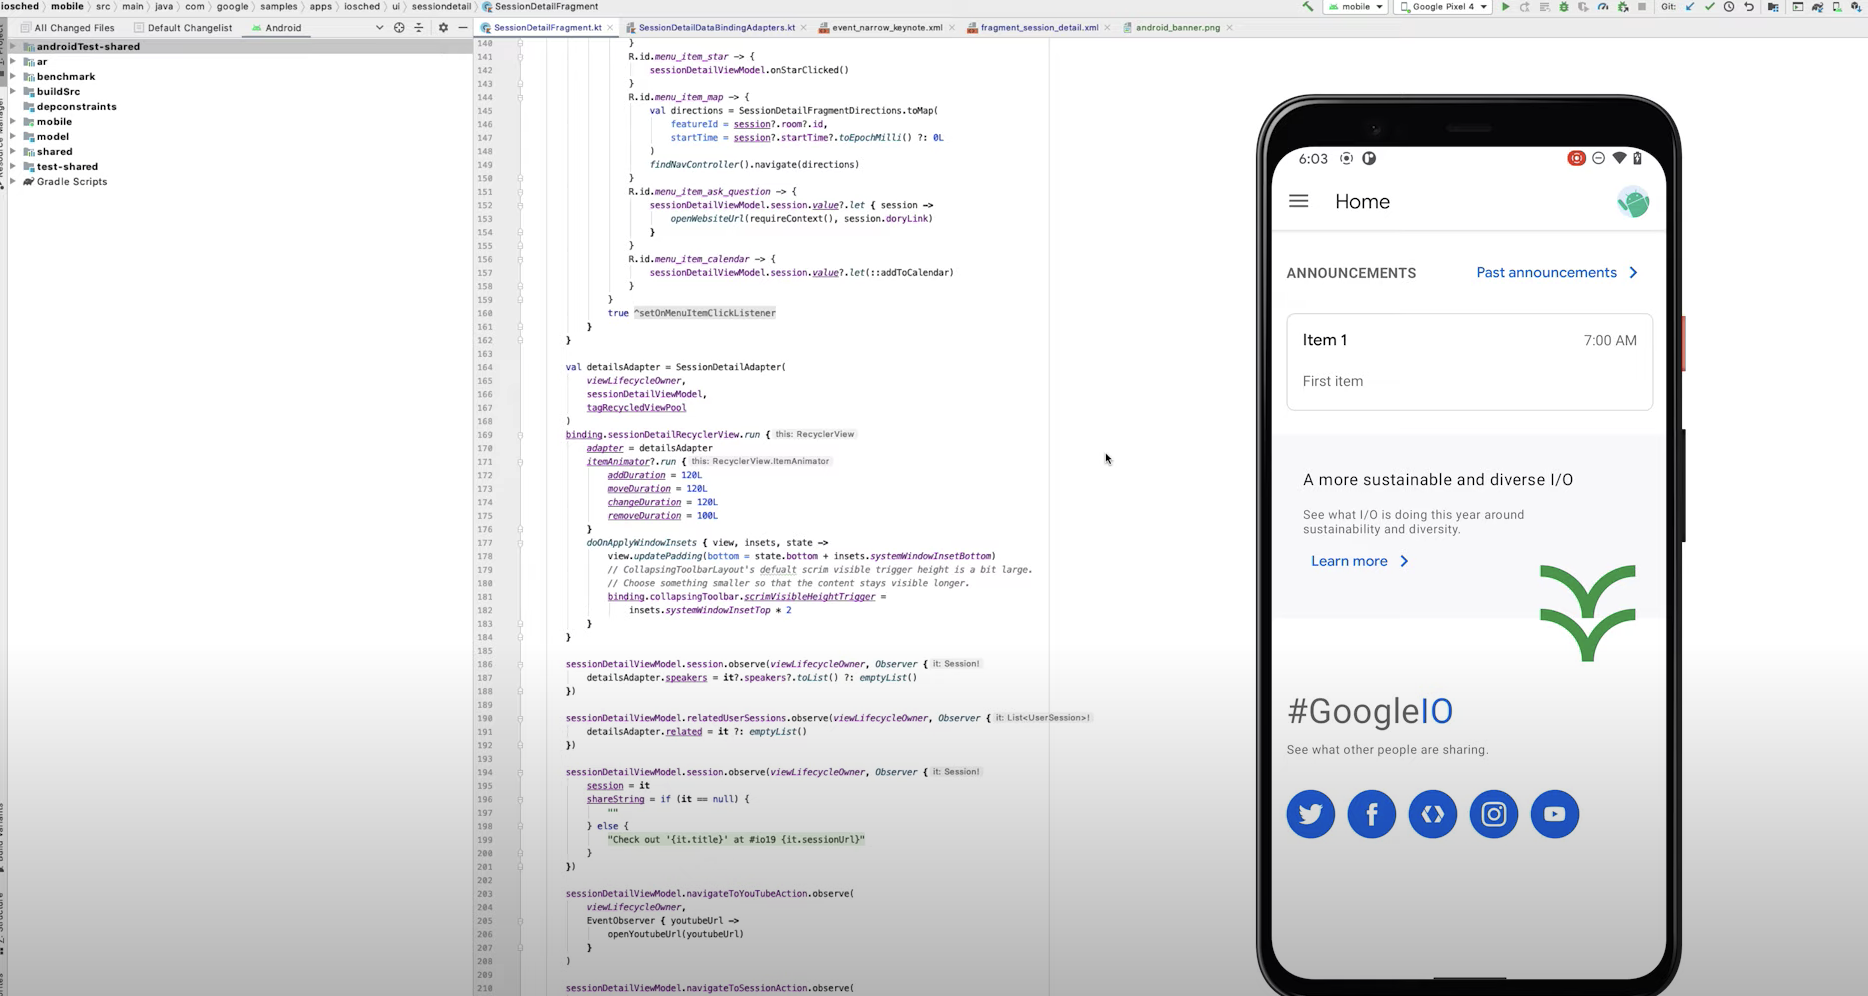 iosched mobile src main java com google samples apps iosched ui sessiondetail SessionDetailFragment
mobile Google Pixel 4 Git:
All Changed Files Default Changelist Android
SessionDetailFragment.kt SessionDetailDataBindingAdapters.kt event_narrow_keynote.xml fragment_session_detail.xml android_banner.png
androidTest-shared
ar
benchmark
buildSrc
depconstraints
mobile
model
shared
test-shared
Gradle Scripts
140 }
141 R.id.menu_item_star -> {
142 sessionDetailViewModel.onStarClicked()
143 }
144 R.id.menu_item_map -> {
145 val directions = SessionDetailFragmentDirections.toMap(
146 featureId = session?.room?.id,
147 startTime = session?.startTime?.toEpochMilli() ?: 0L
148 )
149 findNavController().navigate(directions)
150 }
151 R.id.menu_item_ask_question -> {
152 sessionDetailViewModel.session.value?.let { session ->
153 openWebsiteUrl(requireContext(), session.doryLink)
154 }
155 }
156 R.id.menu_item_calendar -> {
157 sessionDetailViewModel.session.value?.let(::addToCalendar)
158 }
159 }
160 true ^setOnMenuItemClickListener
161 }
162 }
163
164 val detailsAdapter = SessionDetailAdapter(
165 viewLifecycleOwner,
166 sessionDetailViewModel,
167 tagRecycledViewPool
168 )
169 binding.sessionDetailRecyclerView.run { this: RecyclerView
170 adapter = detailsAdapter
171 itemAnimator?.run { this: RecyclerView.ItemAnimator
172 addDuration = 120L
173 moveDuration = 120L
174 changeDuration = 120L
175 removeDuration = 100L
176 }
177 doOnApplyWindowInsets { view, insets, state ->
178 view.updatePadding(bottom = state.bottom + insets.systemWindowInsetBottom)
179 // CollapsingToolbarLayout's defualt scrim visible trigger height is a bit large.
180 // Choose something smaller so that the content stays visible longer.
181 binding.collapsingToolbar.scrimVisibleHeightTrigger =
182 insets.systemWindowInsetTop * 2
183 }
184 }
185
186 sessionDetailViewModel.session.observe(viewLifecycleOwner, Observer { it: Session!
187 detailsAdapter.speakers = it?.speakers?.toList() ?: emptyList()
188 })
189
190 sessionDetailViewModel.relatedUserSessions.observe(viewLifecycleOwner, Observer { it: List<UserSession>!
191 detailsAdapter.related = it ?: emptyList()
192 })
193
194 sessionDetailViewModel.session.observe(viewLifecycleOwner, Observer { it: Session!
195 session = it
196 shareString = if (it == null) {
197 ""
198 } else {
199 "Check out '{it.title}' at #io19 {it.sessionUrl}"
200 }
201 })
202
203 sessionDetailViewModel.navigateToYouTubeAction.observe(
204 viewLifecycleOwner,
205 EventObserver { youtubeUrl ->
206 openYoutubeUrl(youtubeUrl)
207 }
208 )
209
210 sessionDetailViewModel.navigateToSessionAction.observe(
6:03
Home
ANNOUNCEMENTS Past announcements
Item 1 7:00 AM
First item
A more sustainable and diverse I/O
See what I/O is doing this year around
sustainability and diversity.
Learn more
#GoogleIO
See what other people are sharing.